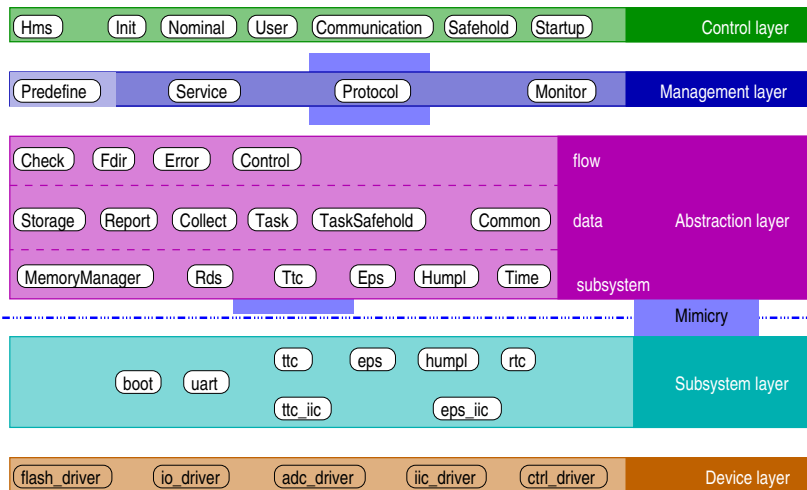 Hms Init Nominal User Communication Safehold Startup Control layer
Predefine Service Protocol Monitor Management layer
Check Fdir Error Control flow
Storage Report Collect Task TaskSafehold Common data Abstraction layer
MemoryManager Rds Ttc Eps Humpl Time subsystem
Mimicry
ttc eps humpl rtc
boot uart Subsystem layer
ttc_iic eps_iic
flash_driver io_driver adc_driver iic_driver ctrl_driver Device layer